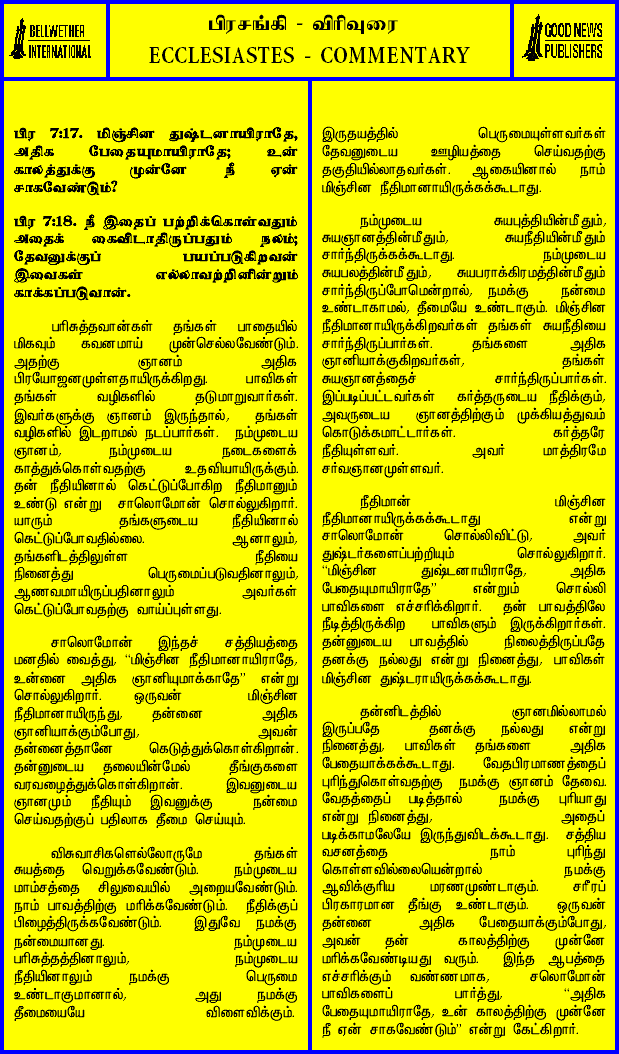 BELLWETHER
INTERNATIONAL
பிரசங்கி - விரிவுரை
ECCLESIASTES - COMMENTARY
GOOD NEWS
PUBLISHERS
பிர 7:17. மிஞ்சின துஷ்டனாயிராதே,
அதிக பேதையுமாயிராதே; உன்
காலத்துக்கு முன்னே நீ ஏன்
சாகவேண்டும்?
பிர 7:18. நீ இதைப் பற்றிக்கொள்வதும்
அதைக் கைவிடாதிருப்பதும் நலம்;
தேவனுக்குப் பயப்படுகிறவன்
இவைகள் எல்லாவற்றினின்றும்
காக்கப்படுவான்.
பரிசுத்தவான்கள் தங்கள் பாதையில்
மிகவும் கவனமாய் முன்செல்லவேண்டும்.
அதற்கு ஞானம் அதிக
பிரயோஜனமுள்ளதாயிருக்கிறது. பாவிகள்
தங்கள் வழிகளில் தடுமாறுவார்கள்.
இவர்களுக்கு ஞானம் இருந்தால், தங்கள்
வழிகளில் இடறாமல் நடப்பார்கள். நம்முடைய
ஞானம், நம்முடைய நடைகளைக்
காத்துக்கொள்வதற்கு உதவியாயிருக்கும்.
தன் நீதியினால் கெட்டுப்போகிற நீதிமானும்
உண்டு என்று சாலொமோன் சொல்லுகிறார்.
யாரும் தங்களுடைய நீதியினால்
கெட்டுப்போவதில்லை. ஆனாலும்,
தங்களிடத்திலுள்ள நீதியை
நினைத்து பெருமைப்படுவதினாலும்,
ஆணவமாயிருப்பதினாலும் அவர்கள்
கெட்டுப்போவதற்கு வாய்ப்புள்ளது.
சாலொமோன் இந்தச் சத்தியத்தை
மனதில் வைத்து, “மிஞ்சின நீதிமானாயிராதே,
உன்னை அதிக ஞானியுமாக்காதே” என்று
சொல்லுகிறார். ஒருவன் மிஞ்சின
நீதிமானாயிருந்து, தன்னை அதிக
ஞானியாக்கும்போது, அவன்
தன்னைத்தானே கெடுத்துக்கொள்கிறான்.
தன்னுடைய தலையின்மேல் தீங்குகளை
வரவழைத்துக்கொள்கிறான். இவனுடைய
ஞானமும் நீதியும் இவனுக்கு நன்மை
செய்வதற்குப் பதிலாக தீமை செய்யும்.
விசுவாசிகளெல்லோருமே தங்கள்
சுயத்தை வெறுக்கவேண்டும். நம்முடைய
மாம்சத்தை சிலுவையில் அறையவேண்டும்.
நாம் பாவத்திற்கு மரிக்கவேண்டும். நீதிக்குப்
பிழைத்திருக்கவேண்டும். இதுவே நமக்கு
நன்மையானது. நம்முடைய
பரிசுத்தத்தினாலும், நம்முடைய
நீதியினாலும் நமக்கு பெருமை
உண்டாகுமானால், அது நமக்கு
தீமையையே விளைவிக்கும்.
இருதயத்தில் பெருமையுள்ளவர்கள்
தேவனுடைய ஊழியத்தை செய்வதற்கு
தகுதியில்லாதவர்கள். ஆகையினால் நாம்
மிஞ்சின நீதிமானாயிருக்கக்கூடாது.
நம்முடைய சுயபுத்தியின்மீதும்,
சுயஞானத்தின்மீதும், சுயநீதியின்மீதும்
சார்ந்திருக்கக்கூடாது. நம்முடைய
சுயபலத்தின்மீதும், சுயபராக்கிரமத்தின்மீதும்
சார்ந்திருப்போமென்றால், நமக்கு நன்மை
உண்டாகாமல், தீமையே உண்டாகும். மிஞ்சின
நீதிமானாயிருக்கிறவர்கள் தங்கள் சுயநீதியை
சார்ந்திருப்பார்கள். தங்களை அதிக
ஞானியாக்குகிறவர்கள், தங்கள்
சுயஞானத்தைச் சார்ந்திருப்பார்கள்.
இப்படிப்பட்டவர்கள் கர்த்தருடைய நீதிக்கும்,
அவருடைய ஞானத்திற்கும் முக்கியத்துவம்
கொடுக்கமாட்டார்கள். கர்த்தரே
நீதியுள்ளவர். அவர் மாத்திரமே
சர்வஞானமுள்ளவர்.
நீதிமான் மிஞ்சின
நீதிமானாயிருக்கக்கூடாது என்று
சாலொமோன் சொல்லிவிட்டு, அவர்
துஷ்டர்களைப்பற்றியும் சொல்லுகிறார்.
“மிஞ்சின துஷ்டனாயிராதே, அதிக
பேதையுமாயிராதே” என்றும் சொல்லி
பாவிகளை எச்சரிக்கிறார். தன் பாவத்திலே
நீடித்திருக்கிற பாவிகளும் இருக்கிறார்கள்.
தன்னுடைய பாவத்தில் நிலைத்திருப்பதே
தனக்கு நல்லது என்று நினைத்து, பாவிகள்
மிஞ்சின துஷ்டராயிருக்கக்கூடாது.
தன்னிடத்தில் ஞானமில்லாமல்
இருப்பதே தனக்கு நல்லது என்று
நினைத்து, பாவிகள் தங்களை அதிக
பேதையாக்கக்கூடாது. வேதபிரமாணத்தைப்
புரிந்துகொள்வதற்கு நமக்கு ஞானம் தேவை.
வேதத்தைப் படித்தால் நமக்கு புரியாது
என்று நினைத்து, அதைப்
படிக்காமலேயே இருந்துவிடக்கூடாது. சத்திய
வசனத்தை நாம் புரிந்து
கொள்ளவில்லையென்றால் நமக்கு
ஆவிக்குரிய மரணமுண்டாகும். சரீரப்
பிரகாரமான தீங்கு உண்டாகும். ஒருவன்
தன்னை அதிக பேதையாக்கும்போது,
அவன் தன் காலத்திற்கு முன்னே
மரிக்கவேண்டியது வரும். இந்த ஆபத்தை
எச்சரிக்கும் வண்ணமாக, சலொமோன்
பாவிகளைப் பார்த்து, “அதிக
பேதையுமாயிராதே, உன் காலத்திற்கு முன்னே
நீ ஏன் சாகவேண்டும்” என்று கேட்கிறார்.